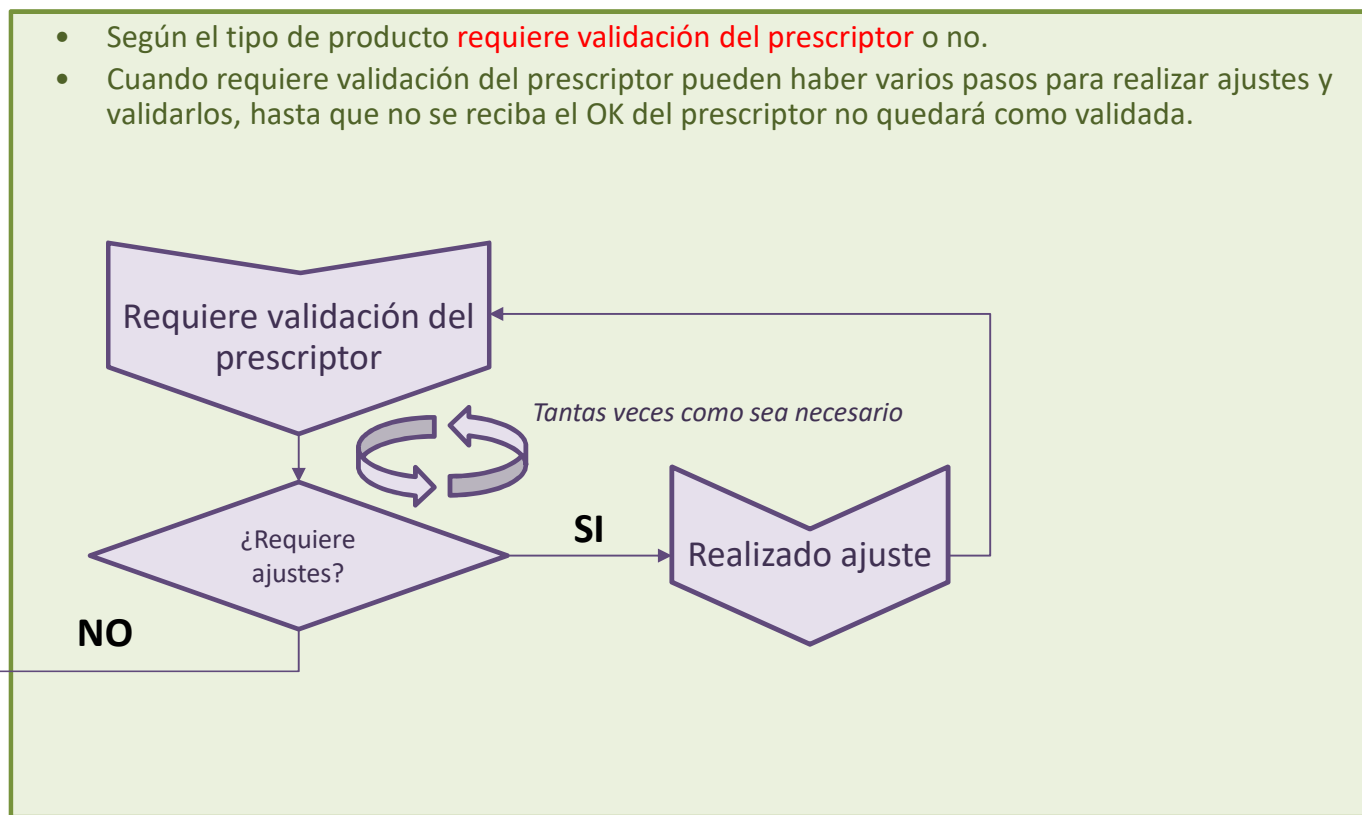 • Según el tipo de producto requiere validación del prescriptor o no.
• Cuando requiere validación del prescriptor pueden haber varios pasos para realizar ajustes y
validarlos, hasta que no se reciba el OK del prescriptor no quedará como validada.
Requiere validación del
prescriptor
Tantas veces como sea necesario
¿Requiere
ajustes?
SI
Realizado ajuste
NO